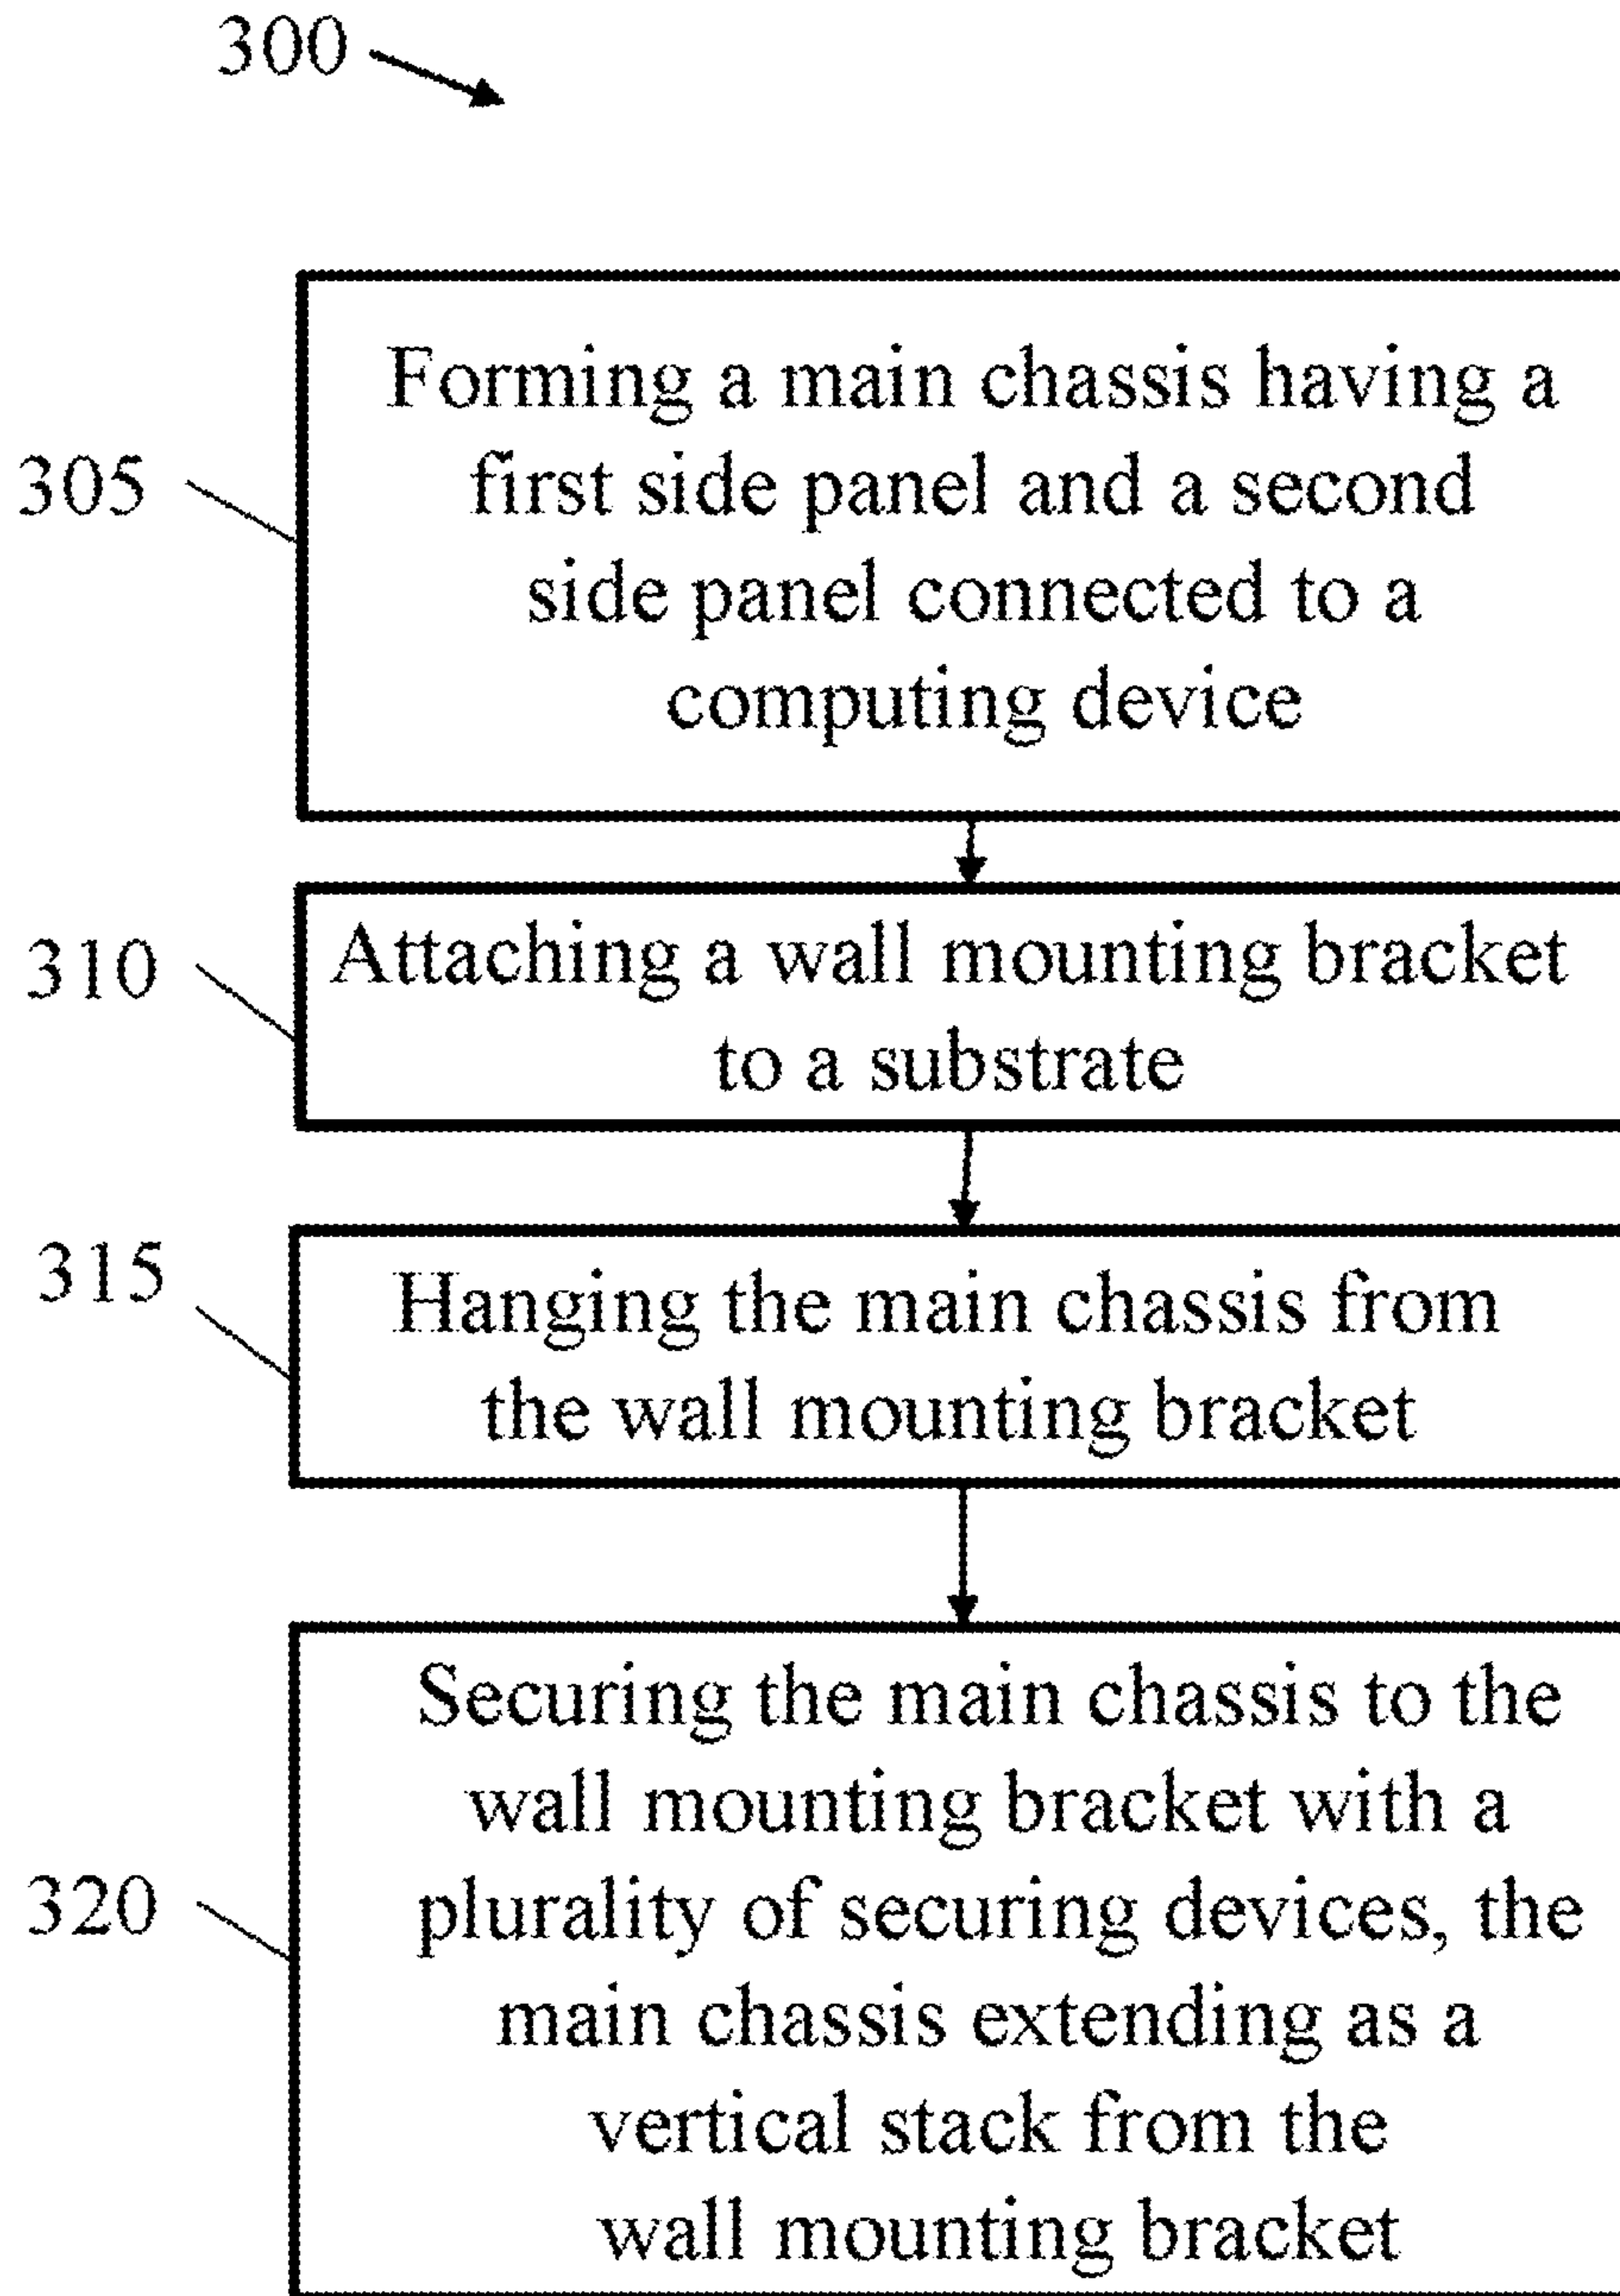 300
305
Forming a main chassis having a
first side panel and a second
side panel connected to a
computing device
310
Attaching a wall mounting bracket
to a substrate
315
Hanging the main chassis from
the wall mounting bracket
320
Securing the main chassis to the
wall mounting bracket with a
plurality of securing devices, the
main chassis extending as a
vertical stack from the
wall mounting bracket